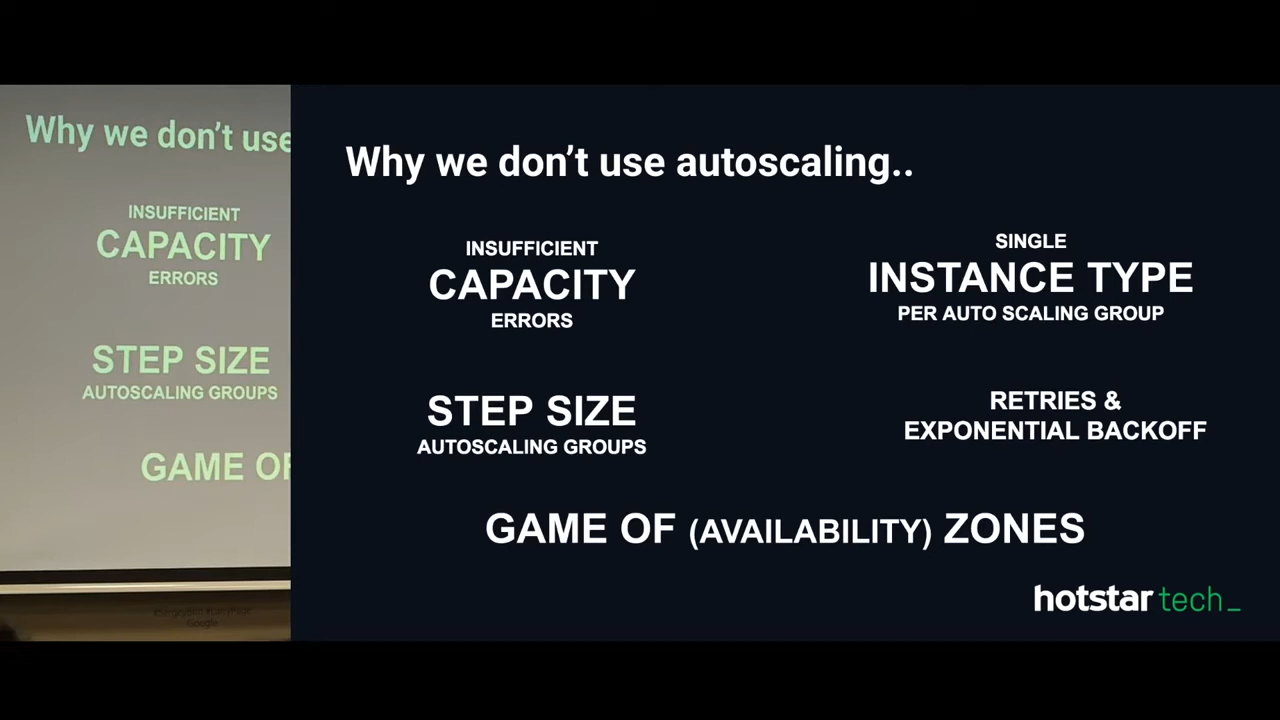 Why we don't use
INSUFFICIENT
CAPACITY
ERRORS
STEP SIZE
AUTOSCALING GROUPS
GAME OF
Google
Why we don't use autoscaling..
INSUFFICIENT
CAPACITY
ERRORS
SINGLE
INSTANCE TYPE
PER AUTO SCALING GROUP
STEP SIZE
AUTOSCALING GROUPS
RETRIES &
EXPONENTIAL BACKOFF
GAME OF (AVAILABILITY) ZONES
hotstar tech_